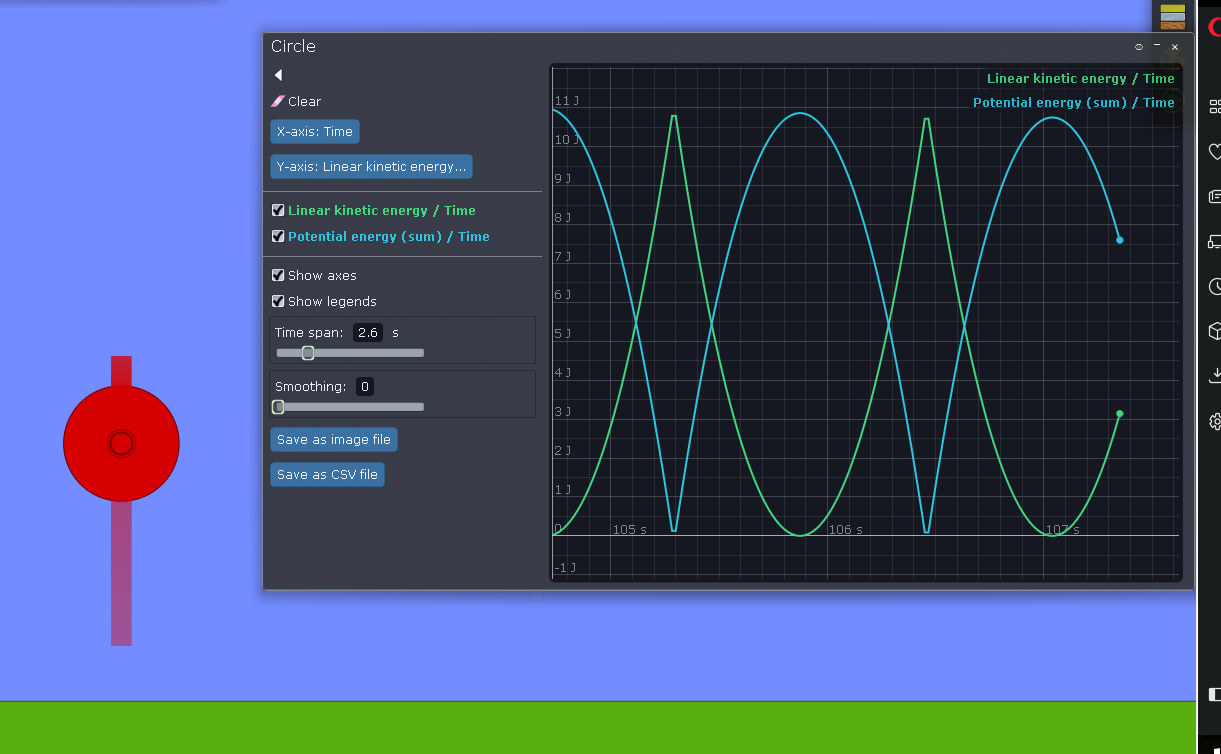 Circle
Clear
X-axis: Time
Y-axis: Linear kinetic energy...
Linear kinetic energy / Time
Potential energy (sum) / Time
Show axes
Show legends
Time span: 2.6 s
Smoothing: 0
Save as image file
Save as CSV file
Linear kinetic energy / Time
Potential energy (sum) / Time
11 J
10 J
9 J
8 J
7 J
6 J
5 J
4 J
3 J
2 J
1 J
0 105 s 106 s 107 s
-1 J